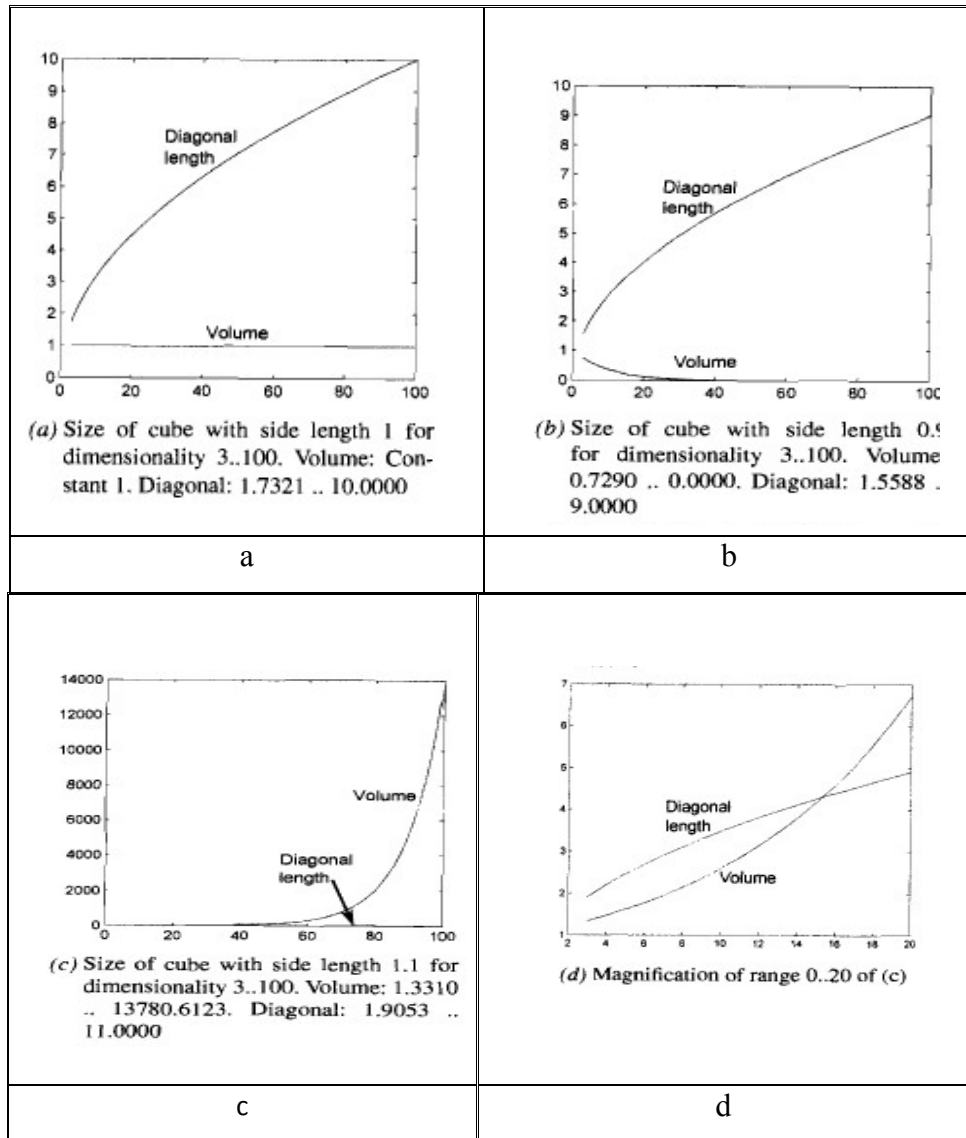 10
9
8
7
6
5
4
3
2
1
0
Diagonal
length
Volume
0 20 40 60 80 100
(a) Size of cube with side length 1 for
dimensionality 3..100. Volume: Con-
stant 1. Diagonal: 1.7321 .. 10.0000
a
10
9
8
7
6
5
4
3
2
1
0
Diagonal
length
Volume
0 20 40 60 80 100
(b) Size of cube with side length 0.9
for dimensionality 3..100. Volume
0.7290 .. 0.0000. Diagonal: 1.5588 .
9.0000
b
14000
12000
10000
8000
6000
4000
2000
0
Volume
Diagonal
length
0 20 40 60 80 100
(c) Size of cube with side length 1.1 for
dimensionality 3..100. Volume: 1.3310
.. 13780.6123. Diagonal: 1.9053 ..
11.0000
c
7
6
5
4
3
2
1
Diagonal
length
Volume
2 4 6 8 10 12 14 16 18 20
(d) Magnification of range 0..20 of (c)
d